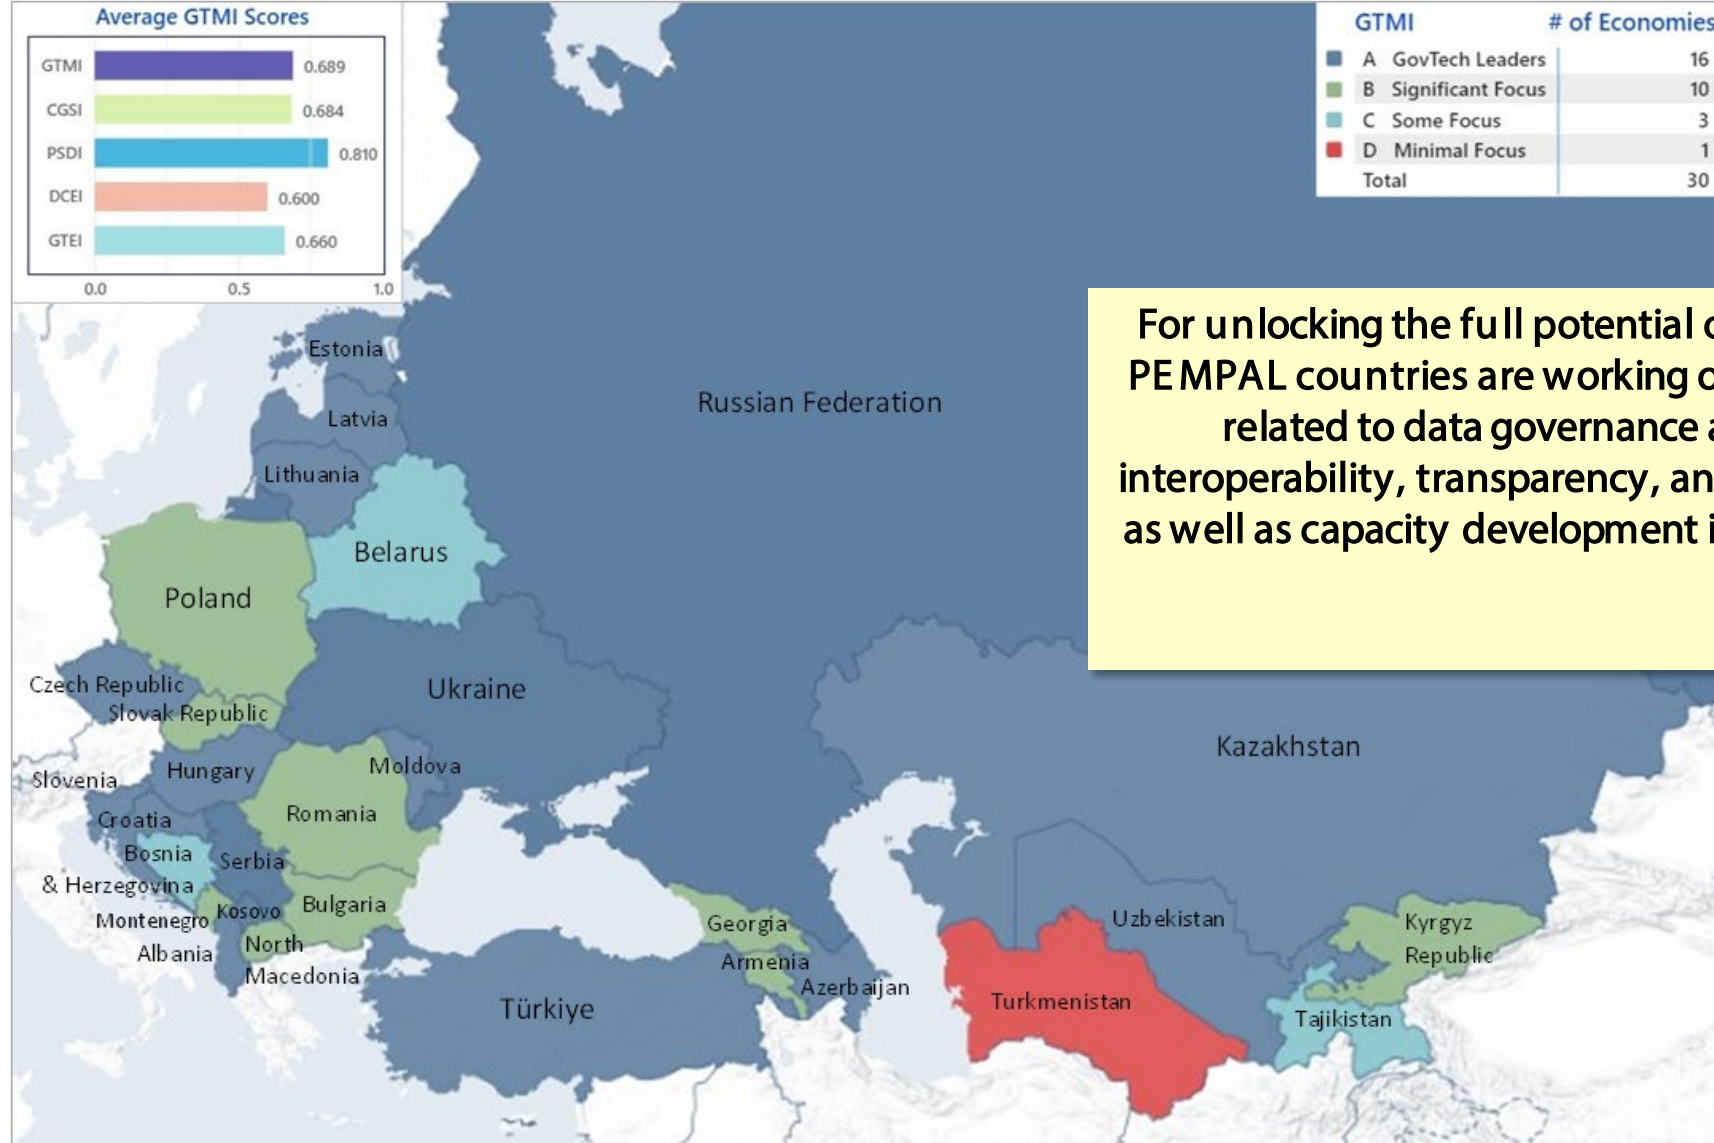 Average GTMI Scores
GTMI 0.689
CGSI 0.684
PSDI 0.810
DCEI 0.600
GTEI 0.660
0.0 0.5 1.0
GTMI # of Economies
A GovTech Leaders 16
B Significant Focus 10
C Some Focus 3
D Minimal Focus 1
Total 30
For unlocking the full potential
PEMPAL countries are working
related to data governance
interoperability, transparency,
as well as capacity development
Estonia
Latvia
Lithuania
Russian Federation
Belarus
Poland
Czech Republic
Slovak Republic
Ukraine
Kazakhstan
Slovenia
Hungary
Moldova
Romania
Croatia
Bosnia
& Herzegovina
Serbia
Montenegro
Kosovo
Bulgaria
Albania
North
Macedonia
Georgia
Armenia
Azerbaijan
Türkiye
Uzbekistan
Turkmenistan
Kyrgyz
Republic
Tajikistan